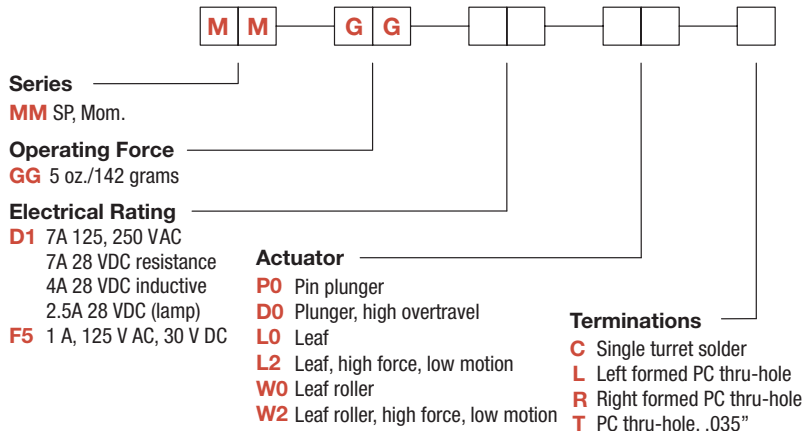 M M G G
Series
MM SP, Mom.
Operating Force
GG 5 oz./142 grams
Electrical Rating
D1 7A 125, 250 VAC
7A 28 VDC resistance
4A 28 VDC inductive
2.5A 28 VDC (lamp)
F5 1 A, 125 V AC, 30 V DC
Actuator
P0 Pin plunger
D0 Plunger, high overtravel
L0 Leaf
L2 Leaf, high force, low motion
W0 Leaf roller
W2 Leaf roller, high force, low motion
Terminations
C Single turret solder
L Left formed PC thru-hole
R Right formed PC thru-hole
T PC thru-hole, .035”